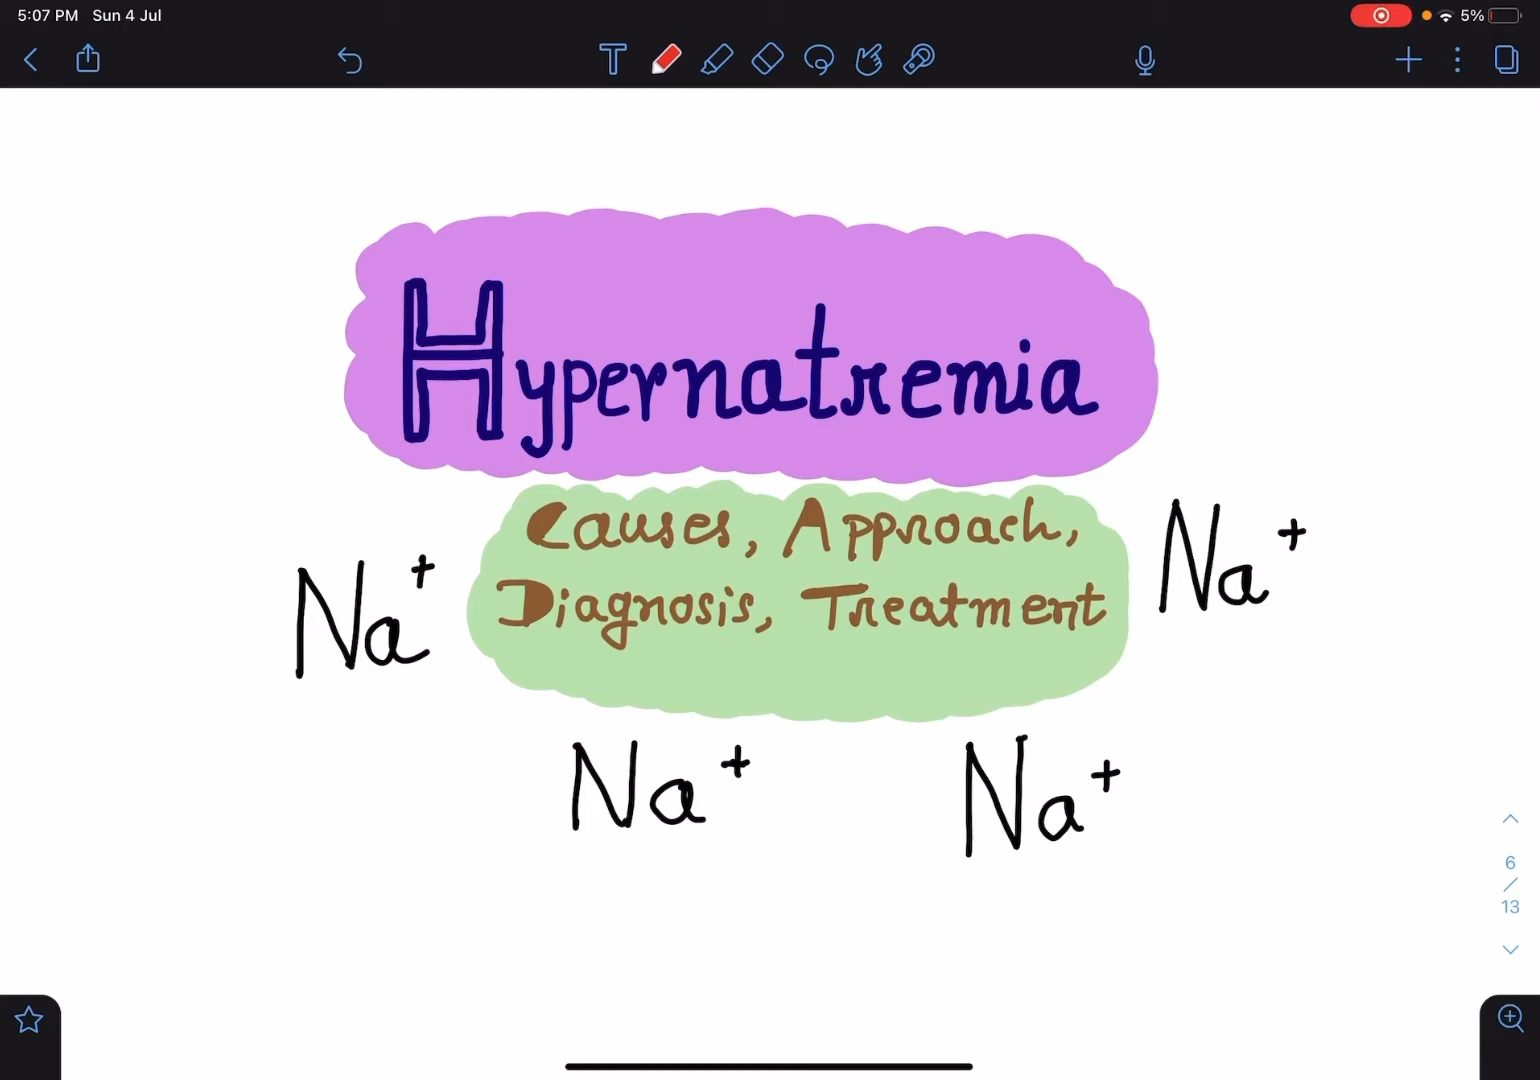 5:07 PM Sun 4 Jul
5%
T
Hypernatremia
Causes, Approach,
Diagnosis, Treatment
Na+
Na+
Na+
Na+
6
/
13